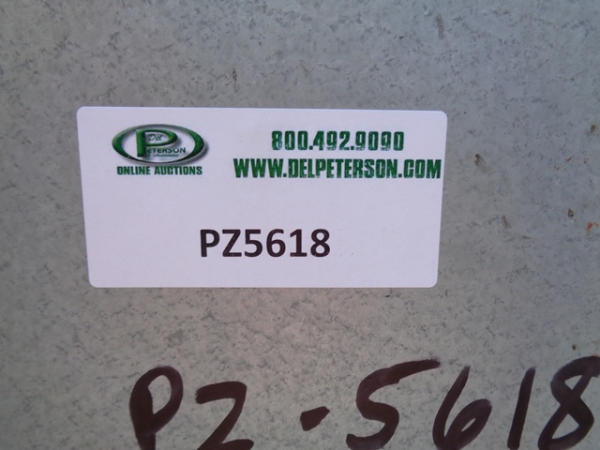 Del
PETERSON
ONLINE AUCTIONS
800.492.9090
WWW.DELPETERSON.COM
PZ5618
PZ-5618